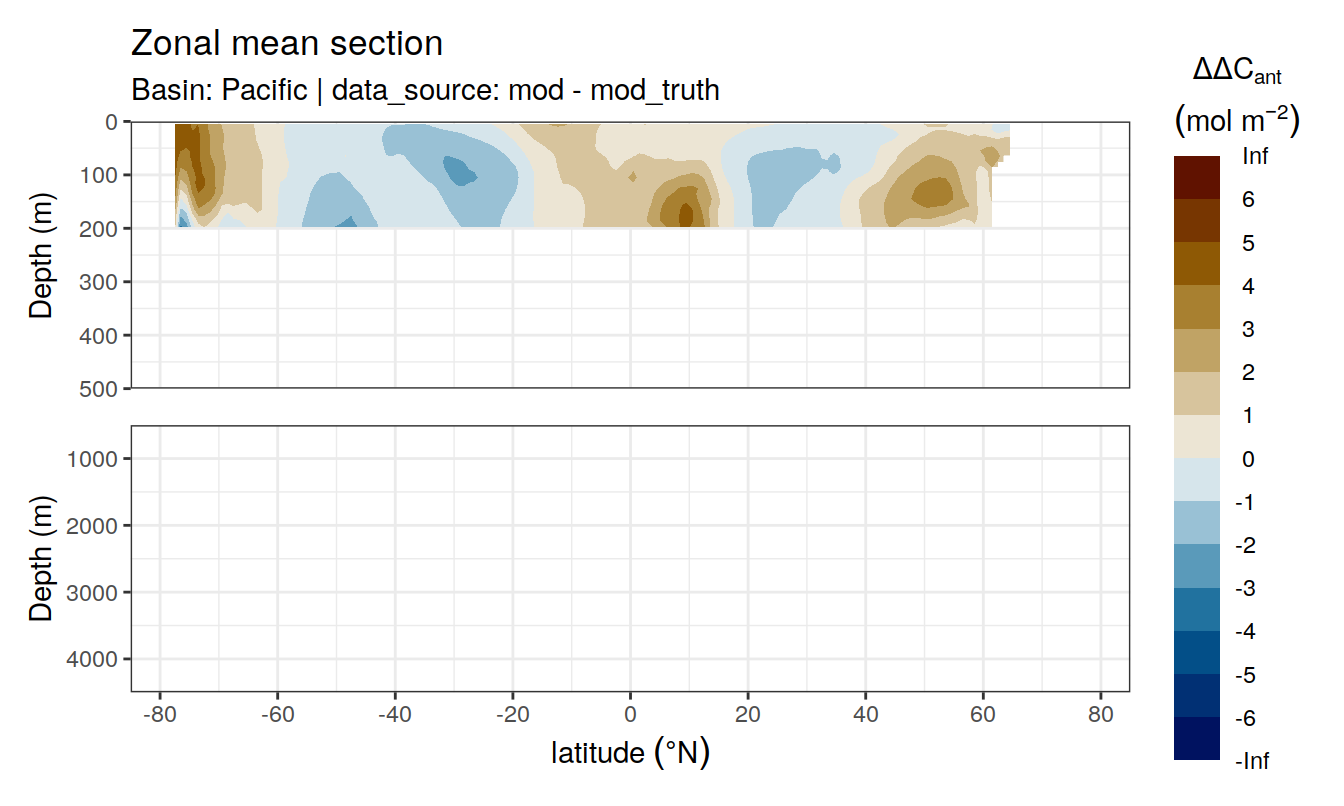 Zonal mean section
Basin: Pacific | data_source: mod - mod_truth
ΔΔCant
(mol m−2)
Depth (m)
0
100
200
300
400
500
Depth (m)
1000
2000
3000
4000
-80 -60 -40 -20 0 20 40 60 80
latitude (°N)
Inf
6
5
4
3
2
1
0
-1
-2
-3
-4
-5
-6
-Inf